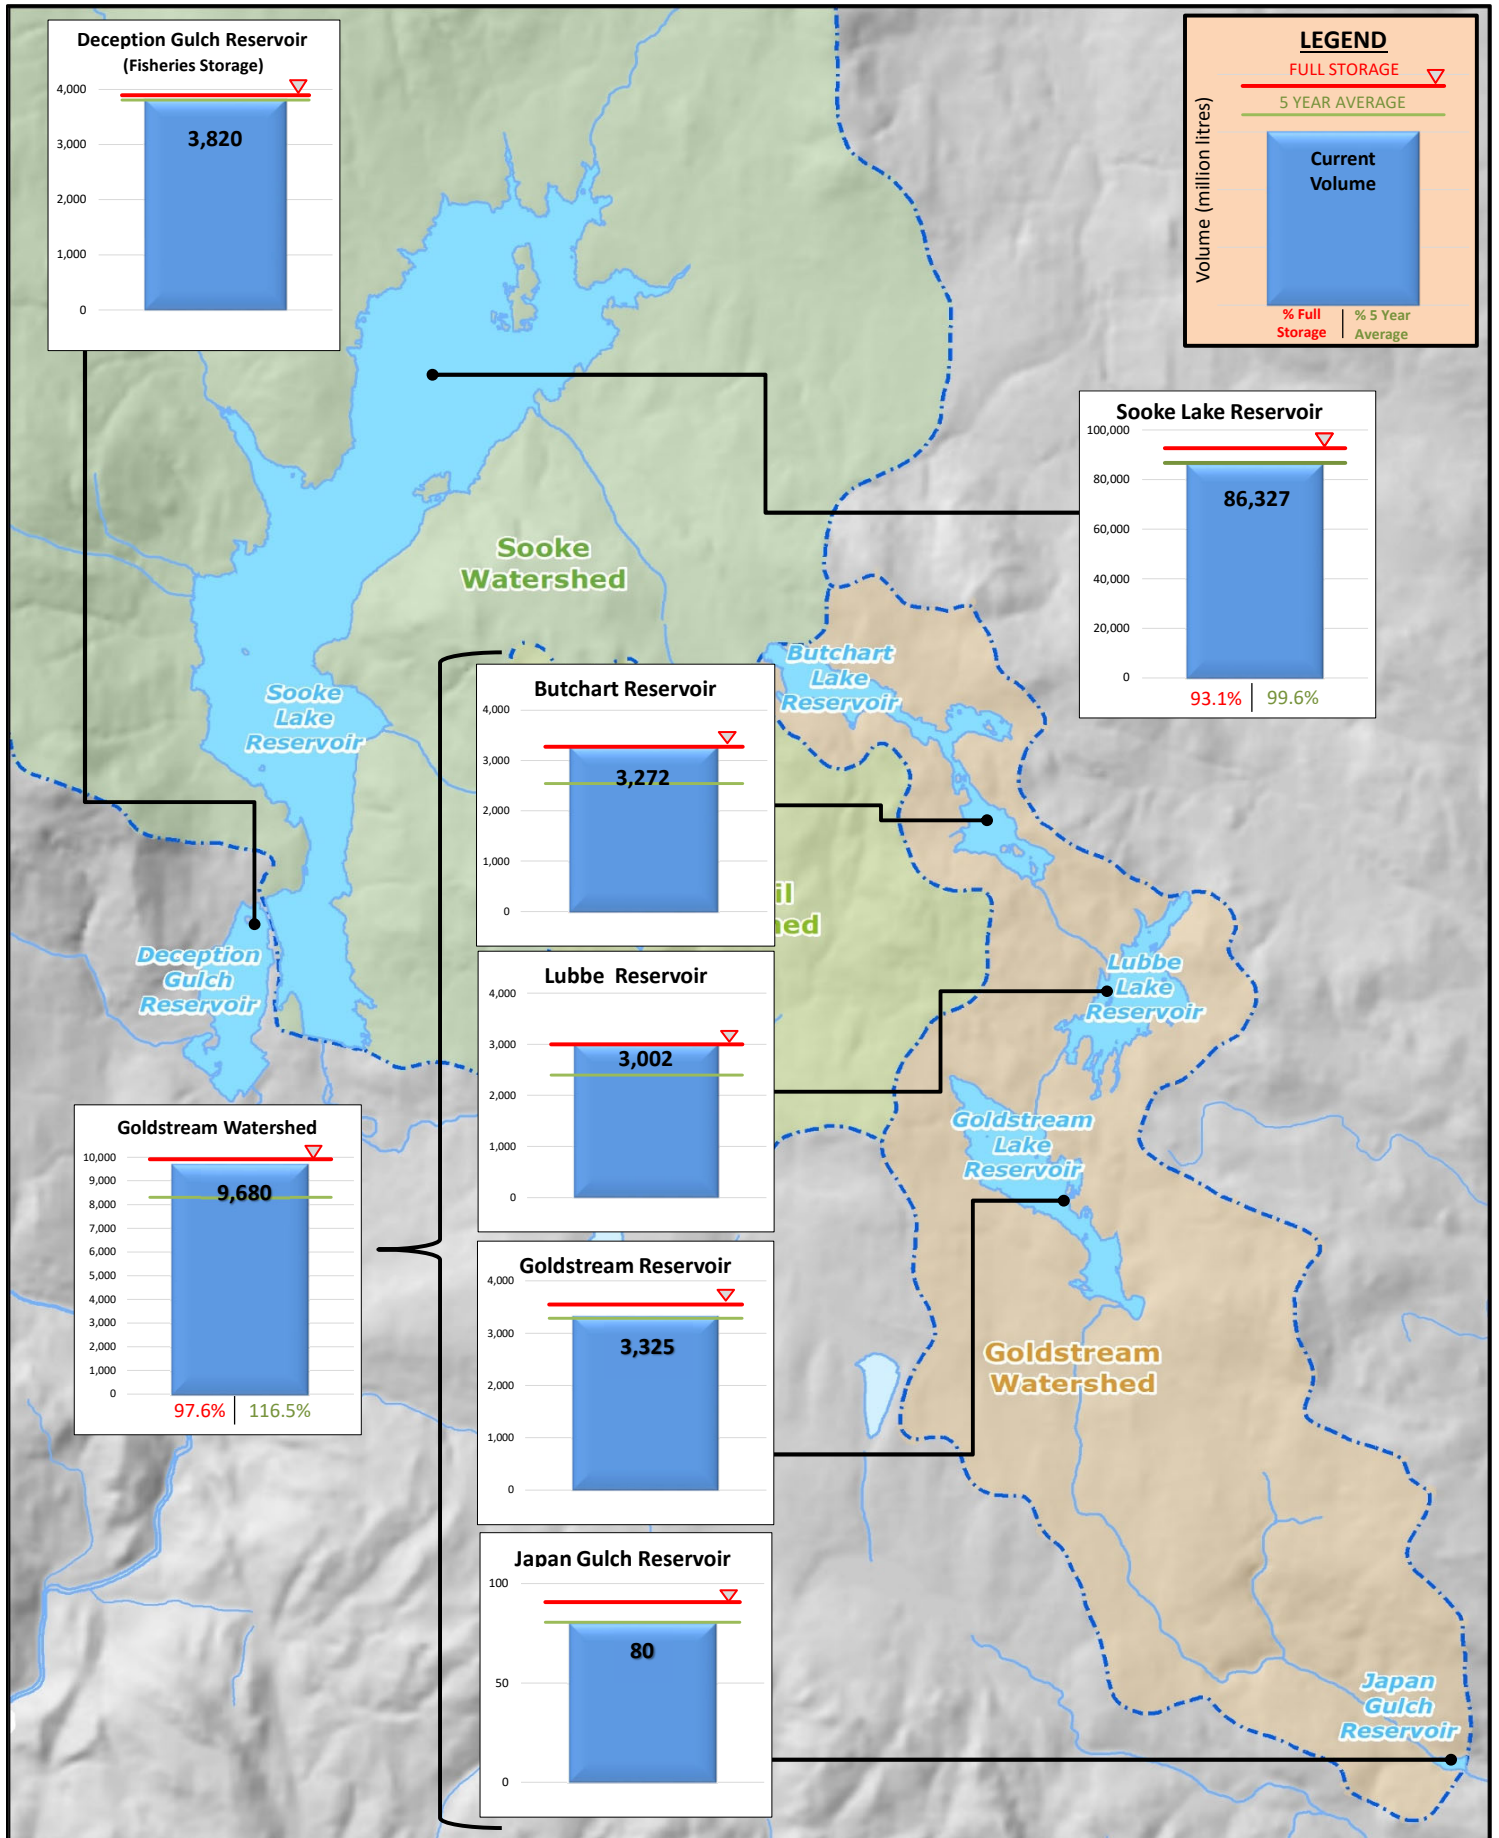 Deception Gulch Reservoir
(Fisheries Storage)
4,000
3,000
2,000
1,000
0
3,820
LEGEND
FULL STORAGE
5 YEAR AVERAGE
Current
Volume
Volume (million litres)
% Full
Storage
% 5 Year
Average
Sooke Lake Reservoir
100,000
80,000
60,000
40,000
20,000
0
86,327
93.1%
99.6%
Sooke
Watershed
Sooke
Lake
Reservoir
Butchart
Lake
Reservoir
Butchart Reservoir
4,000
3,000
2,000
1,000
0
3,272
il
ed
Deception
Gulch
Reservoir
Lubbe Reservoir
4,000
3,000
2,000
1,000
0
3,002
Lubbe
Lake
Reservoir
Goldstream
Lake
Reservoir
Goldstream Watershed
10,000
9,000
8,000
7,000
6,000
5,000
4,000
3,000
2,000
1,000
0
9,680
97.6%
116.5%
Goldstream Reservoir
4,000
3,000
2,000
1,000
0
3,325
Goldstream
Watershed
Japan Gulch Reservoir
100
50
0
80
Japan
Gulch
Reservoir